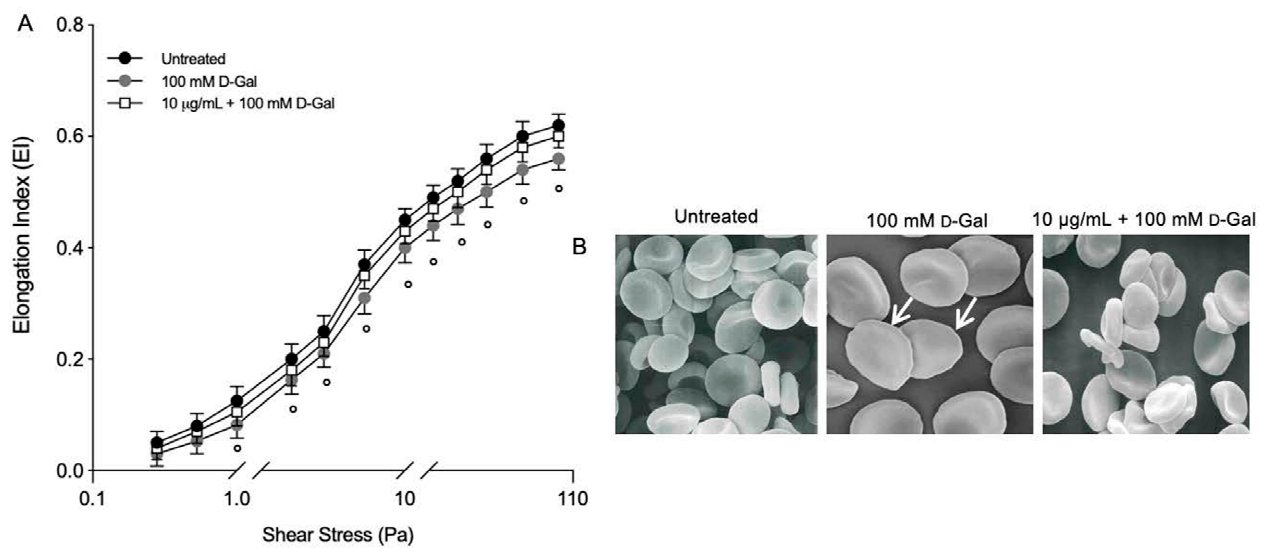 A
0.8
Untreated
100 mM D-Gal
10 µg/mL + 100 mM D-Gal
0.6
0.4
0.2
0.0
Elongation Index (EI)
0.1
1.0
10
110
Shear Stress (Pa)
B
Untreated
100 mM D-Gal
10 µg/mL + 100 mM D-Gal